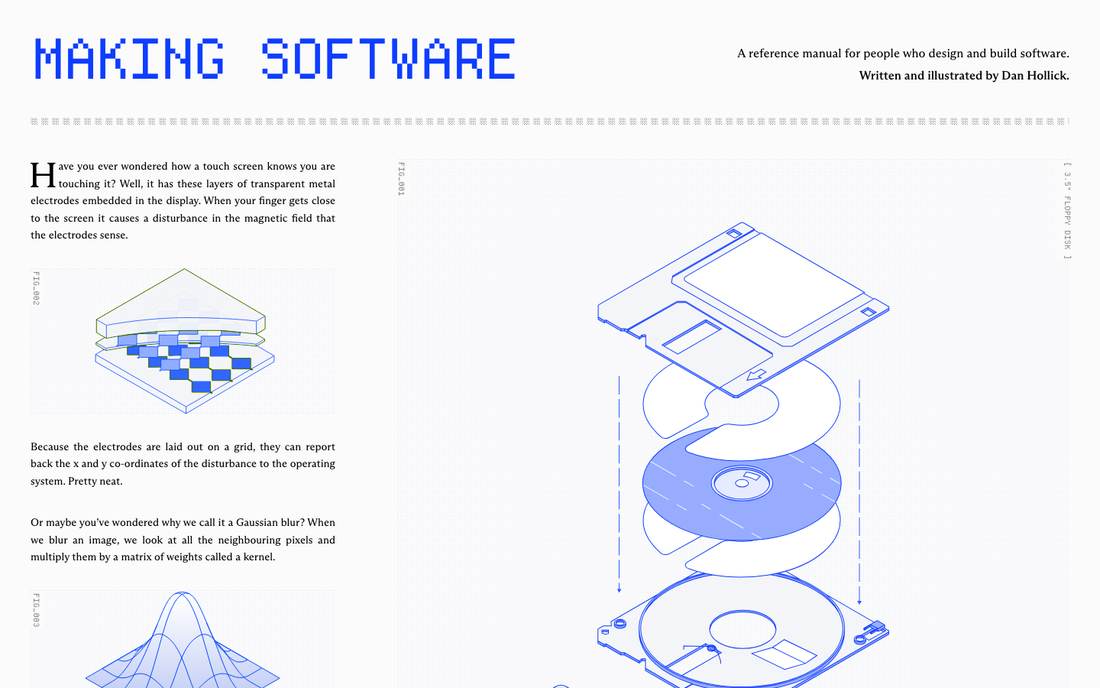 MAKING SOFTWARE
A reference manual for people who design and build software.
Written and illustrated by Dan Hollick.
Have you ever wondered how a touch screen knows you are
touching it? Well, it has these layers of transparent metal
electrodes embedded in the display. When your finger gets close
to the screen it causes a disturbance in the magnetic field that
the electrodes sense.
FIG_002
Because the electrodes are laid out on a grid, they can report
back the x and y co-ordinates of the disturbance to the operating
system. Pretty neat.
Or maybe you've wondered why we call it a Gaussian blur? When
we blur an image, we look at all the neighbouring pixels and
multiply them by a matrix of weights called a kernel.
FIG_003
FIG_001
[ 3.5" FLOPPY DISK ]